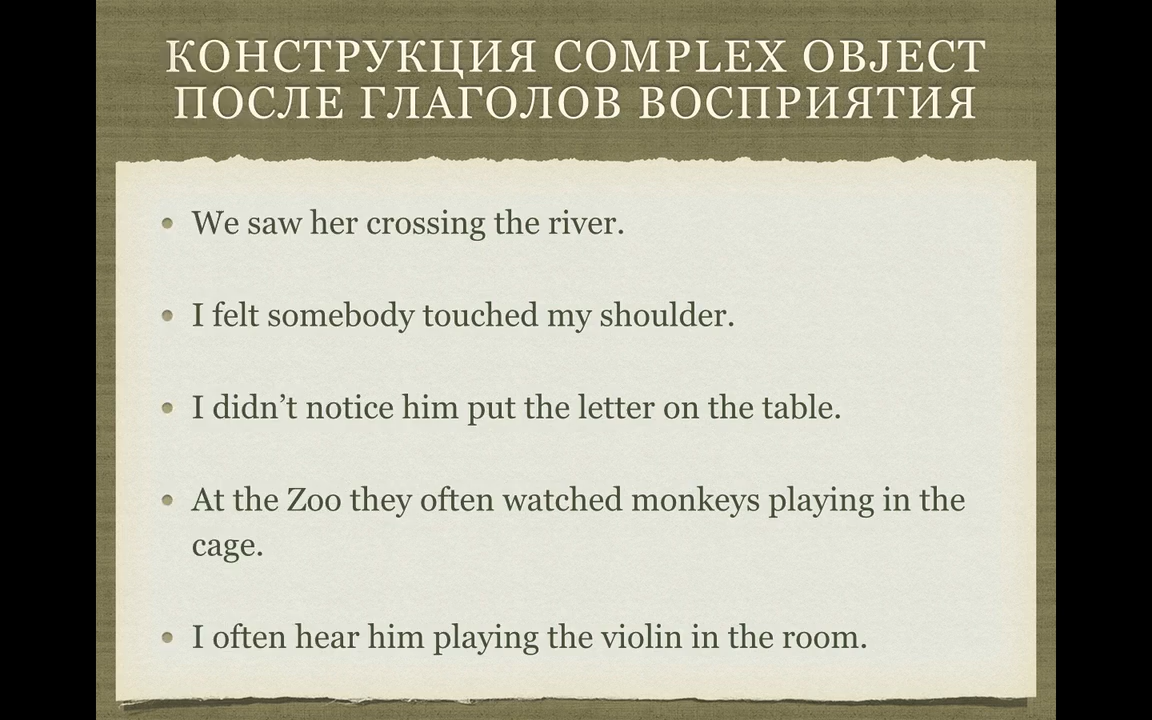 КОНСТРУКЦИЯ COMPLEX OBJECT
ПОСЛЕ ГЛАГОЛОВ ВОСПРИЯТИЯ
• We saw her crossing the river.
• I felt somebody touched my shoulder.
• I didn’t notice him put the letter on the table.
• At the Zoo they often watched monkeys playing in the
cage.
• I often hear him playing the violin in the room.